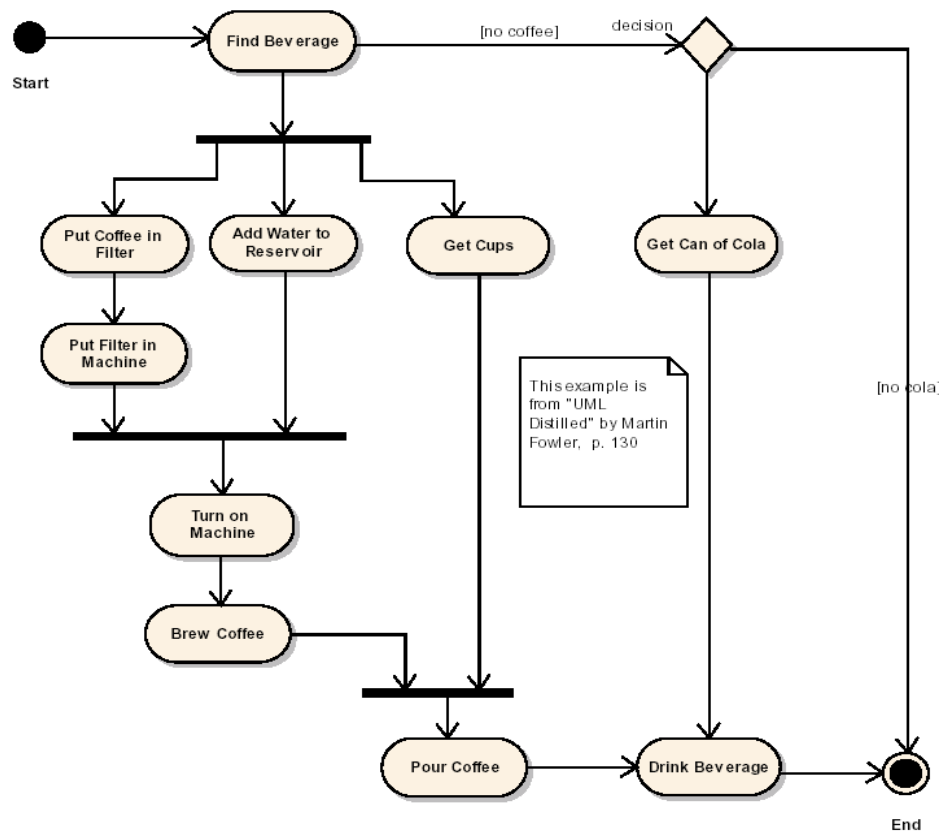 Find Beverage
[no coffee]
decision
Start
Put Coffee in
Filter
Add Water to
Reservoir
Get Cups
Get Can of Cola
Put Filter in
Machine
This example is
from "UML
Distilled" by Martin
Fowler, p. 130
[no cola]
Turn on
Machine
Brew Coffee
Pour Coffee
Drink Beverage
End